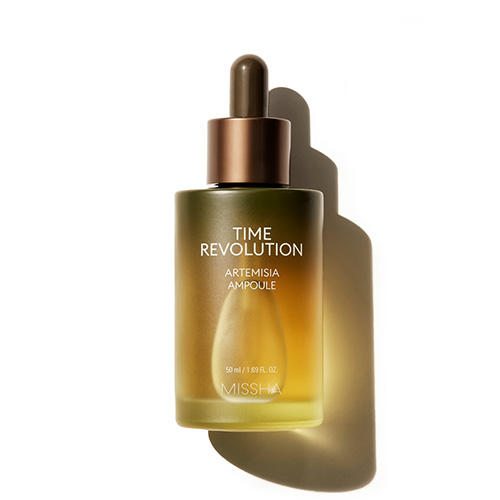 TIME
REVOLUTION
ARTEMISIA
AMPOULE
50 ml / 1.69 FL. OZ.
MISSHA